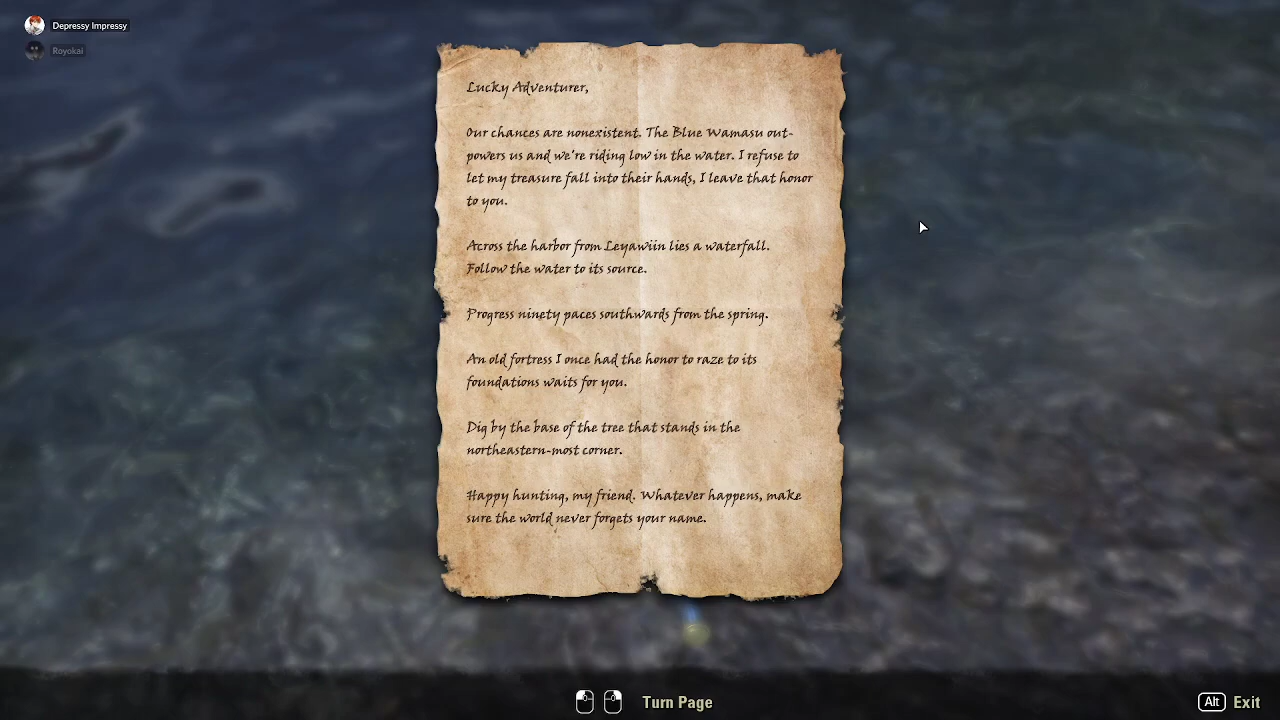 Depressy Impressy
Royokai
Lucky Adventurer,
Our chances are nonexistent. The Blue Wamasu out-
powers us and we're riding low in the water. I refuse to
let my treasure fall into their hands, I leave that honor
to you.
Across the harbor from Leyawiin lies a waterfall.
Follow the water to its source.
Progress ninety paces southwards from the spring.
An old fortress I once had the honor to raze to its
foundations waits for you.
Dig by the base of the tree that stands in the
northeastern-most corner.
Happy hunting, my friend. Whatever happens, make
sure the world never forgets your name.
Turn Page
Alt Exit